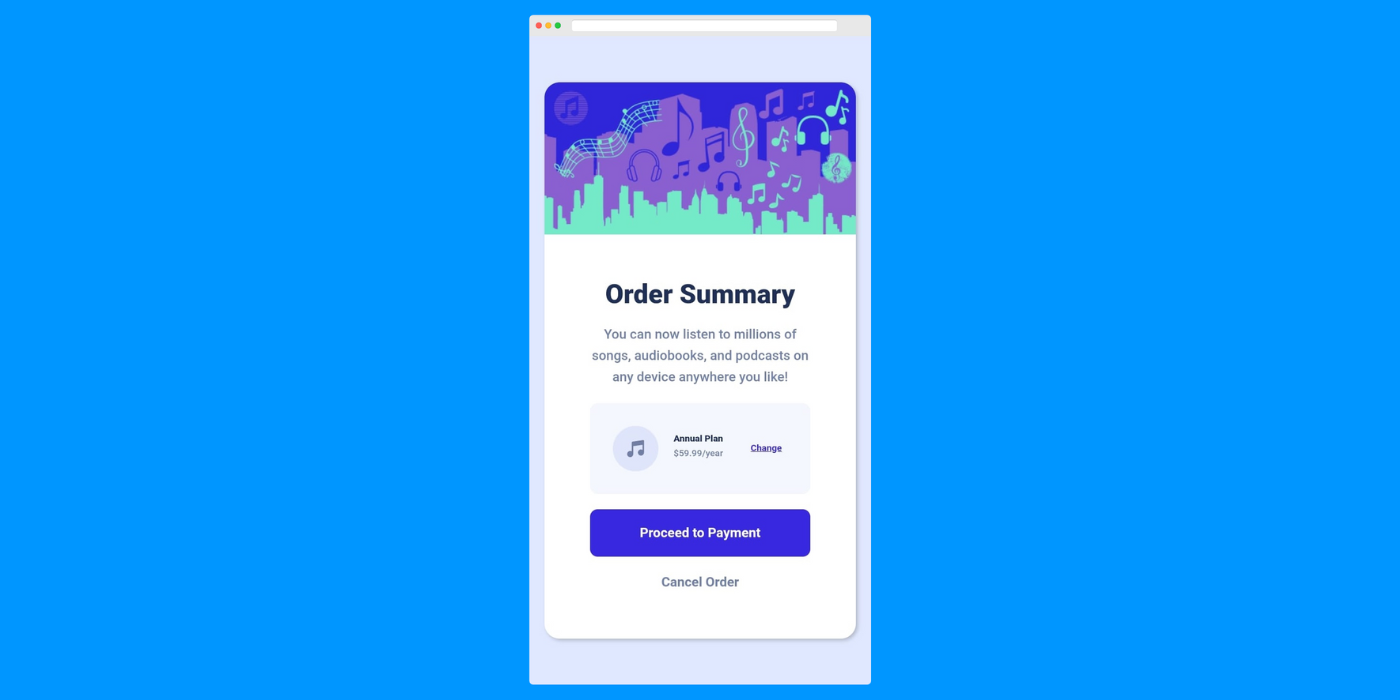 Order Summary
You can now listen to millions of
songs, audiobooks, and podcasts on
any device anywhere you like!
Annual Plan
$59.99/year
Change
Proceed to Payment
Cancel Order